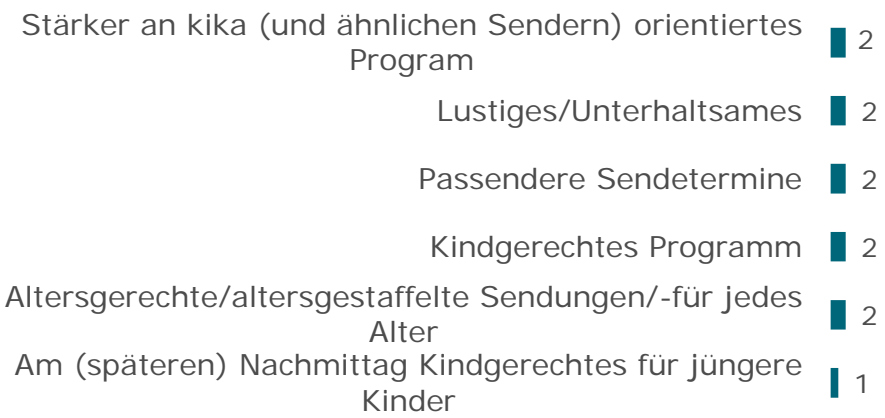 Stärker an kika (und ähnlichen Sendern) orientiertes
Program
2
Lustiges/Unterhaltsames
2
Passendere Sendetermine
2
Kindgerechtes Programm
2
Altersgerechte/altersgestaffelte Sendungen/-für jedes
Alter
2
Am (späteren) Nachmittag Kindgerechtes für jüngere
Kinder
1